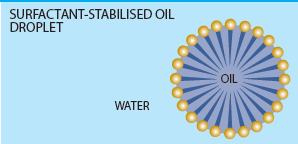 SURFACTANT-STABILISED OIL
DROPLET
OIL
WATER